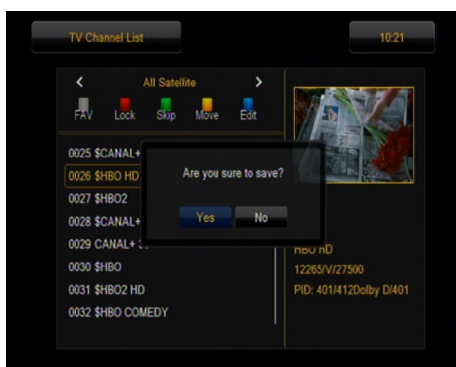 TV Channel List
10:21
All Satellite
FAV Lock Skip Move Edit
0025 $CANAL+
0026 $HBO HD
0027 $HBO2
0028 $CANAL+
0029 CANAL+
0030 $HBO
0031 $HBO2 HD
0032 $HBO COMEDY
Are you sure to save?
Yes No
HBO HD
12265/V/27500
PID: 401/412Dolby D/401